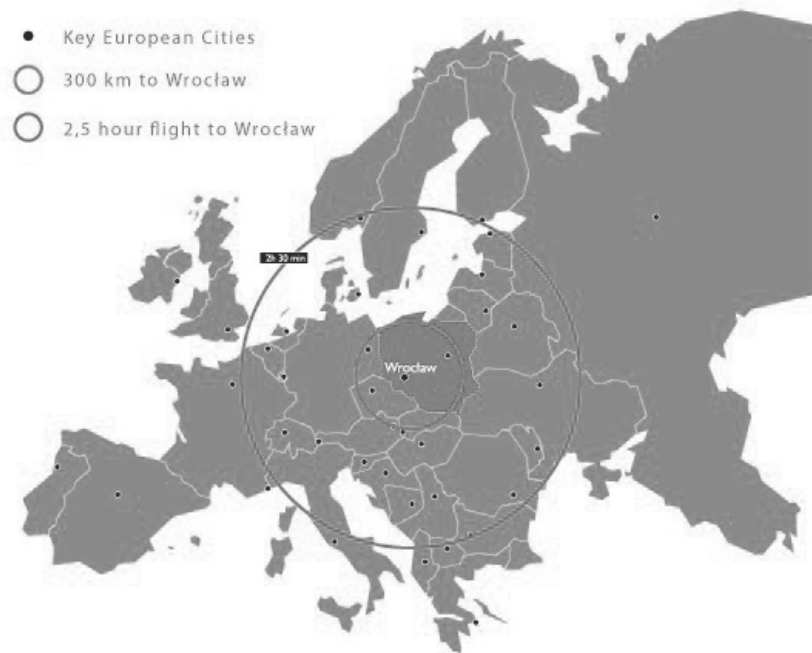 Key European Cities
300 km to Wrocław
2,5 hour flight to Wrocław
2h 30 min
Wrocław